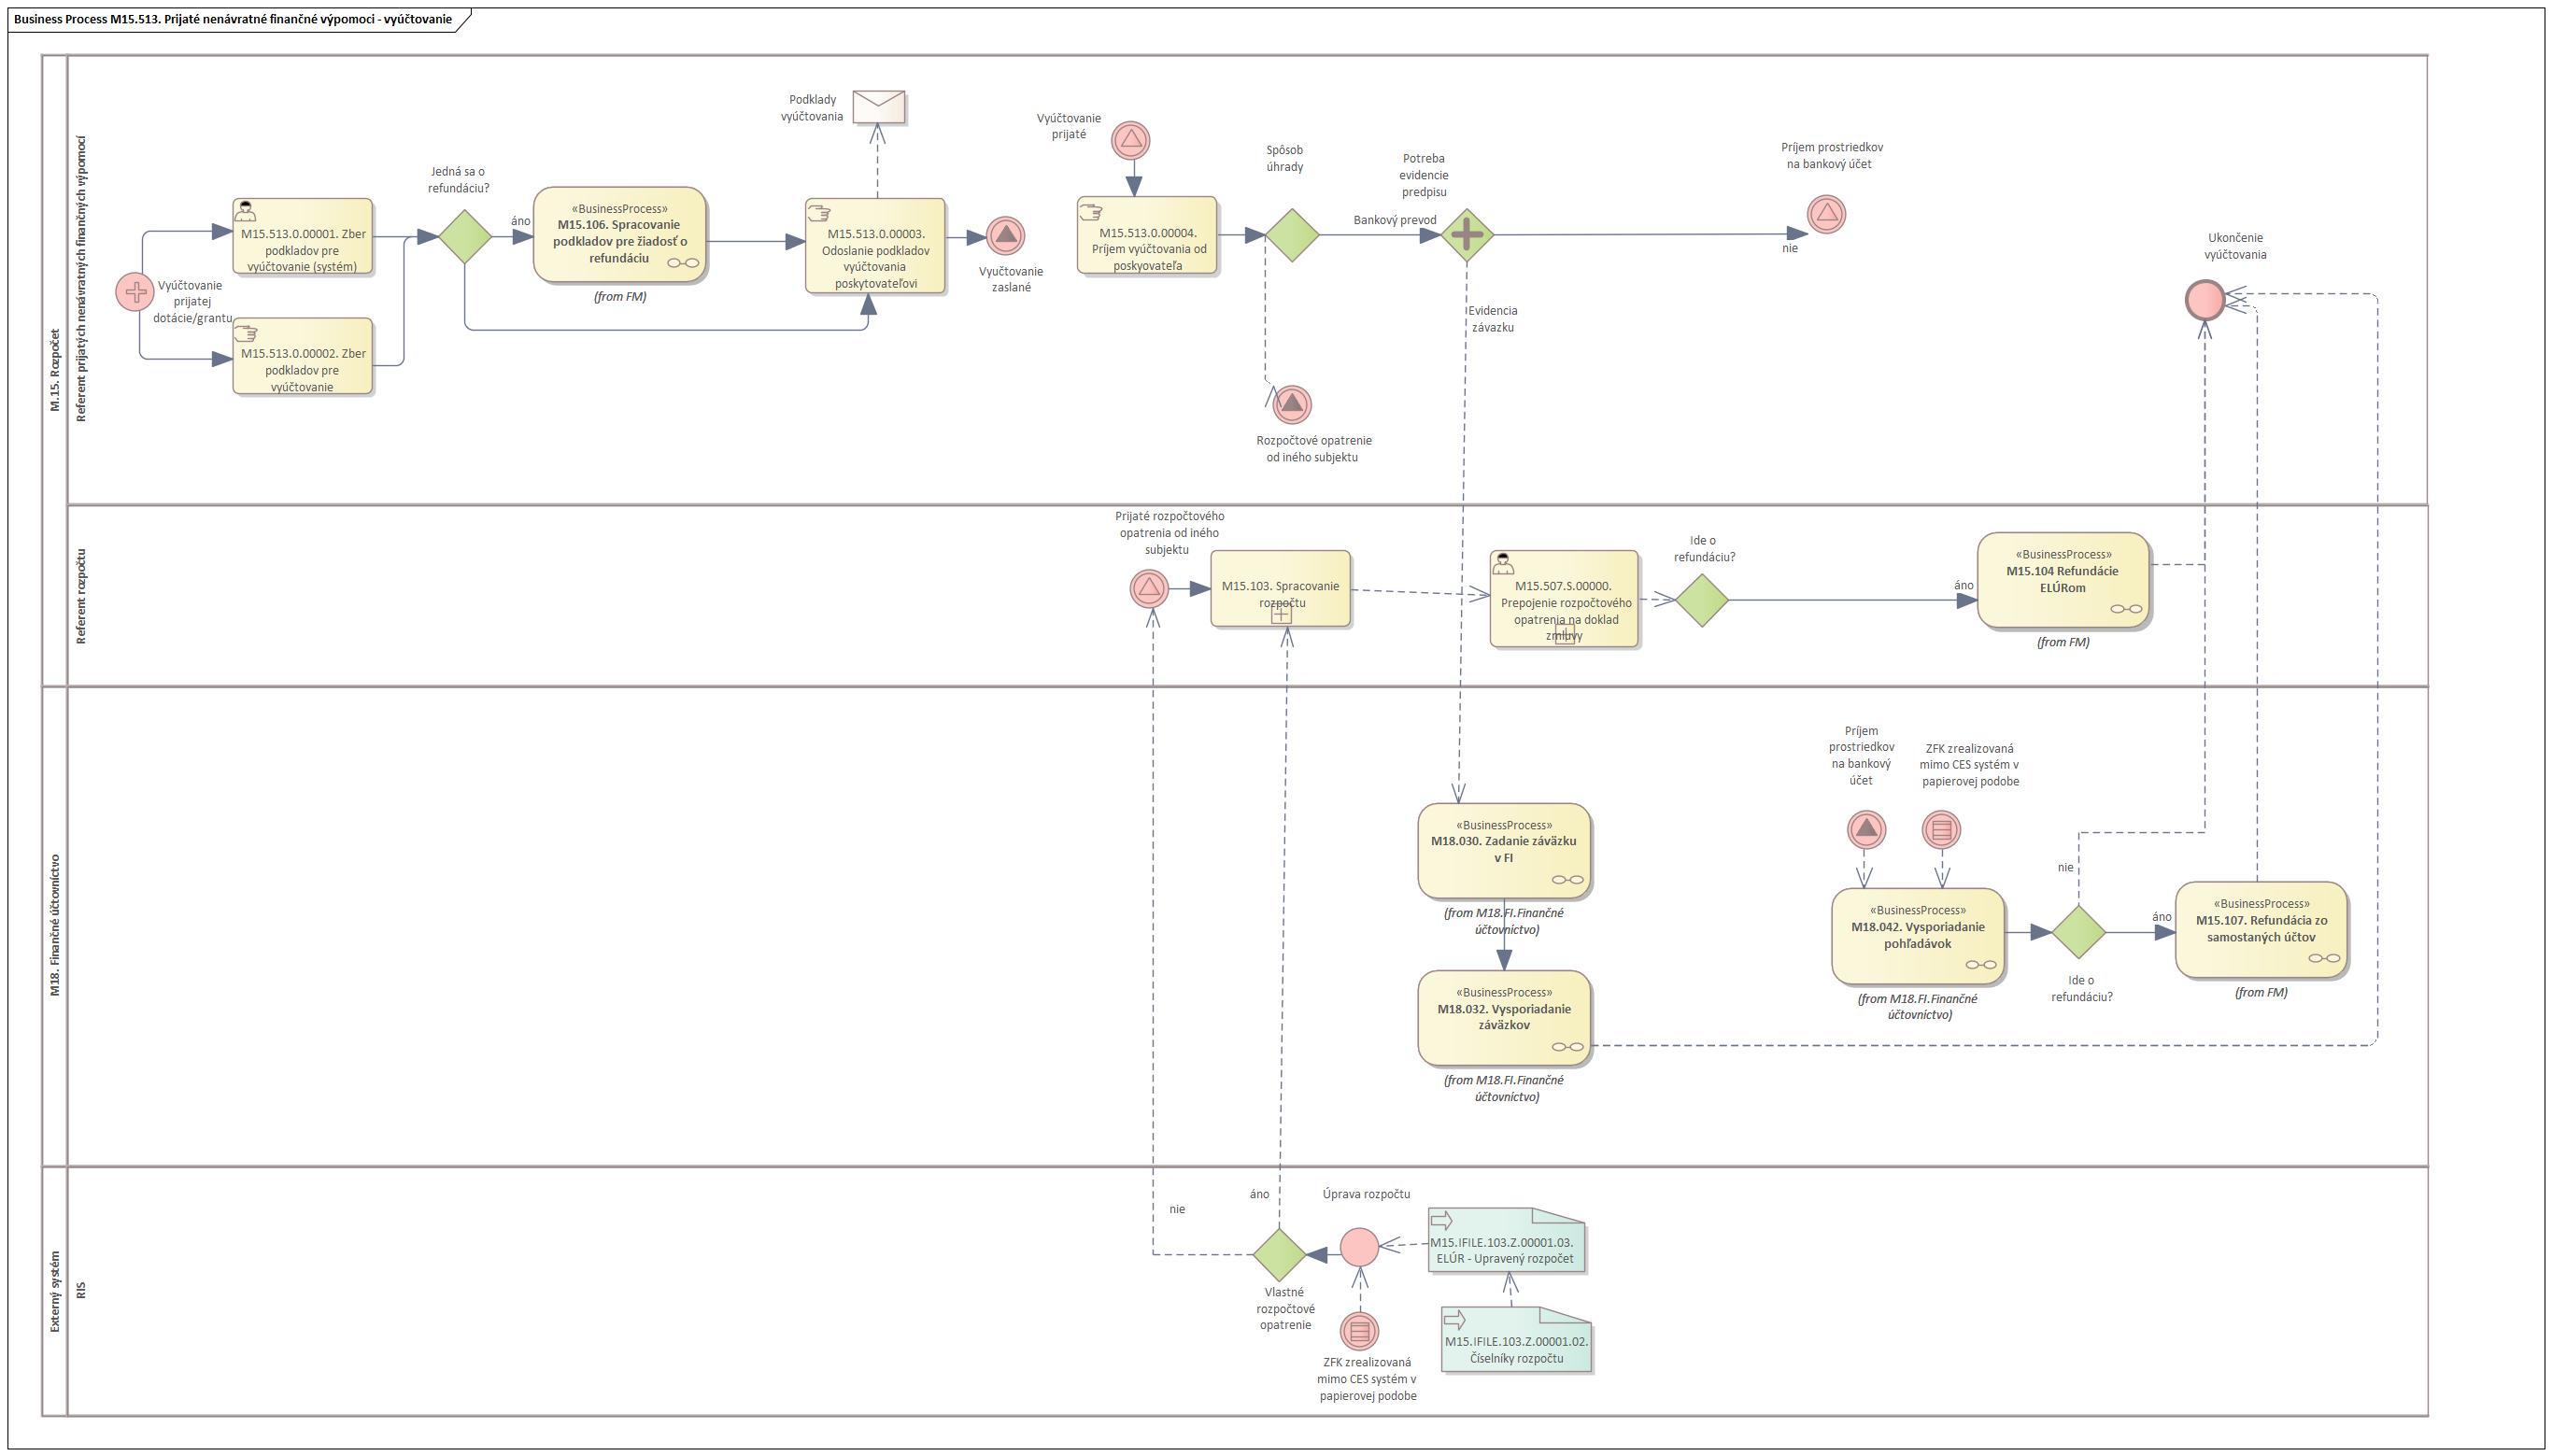 Business Process M15.513. Prijaté nenávratné finančné výpomoci - vyúčtovanie
M.15. Rozpočet
Referent prijatých nenávratných finančných výpomocí
Vyúčtovanie
prijatej
dotácie/grantu
M15.513.0.00001. Zber
podkladov pre
vyúčtovanie (systém)
M15.513.0.00002. Zber
podkladov pre
vyúčtovanie
Jedná sa o
refundáciu?
áno
«BusinessProcess»
M15.106. Spracovanie
podkladov pre žiadosť o
refundáciu
(from FM)
Podklady
vyúčtovania
M15.513.0.00003.
Odoslanie podkladov
vyúčtovania
poskytovateľovi
Vyučtovanie
zaslané
Vyúčtovanie
prijaté
M15.513.0.00004.
Príjem vyúčtovania od
poskyovateľa
Spôsob
úhrady
Bankový prevod
Potreba
evidencie
predpisu
Evidencia
závazku
Rozpočtové opatrenie
od iného subjektu
Príjem prostriedkov
na bankový účet
nie
Ukončenie
vyúčtovania
Referent rozpočtu
Prijaté rozpočtového
opatrenia od iného
subjektu
M15.103. Spracovanie
rozpočtu
M15.507.S.00000.
Prepojenie rozpočtového
opatrenia na doklad
zmluvy
Ide o
refundáciu?
áno
«BusinessProcess»
M15.104 Refundácie
ELÚRom
(from FM)
M18. Finančné účtovníctvo
«BusinessProcess»
M18.030. Zadanie záväzku
v FI
(from M18.FI.Finančné
účtovníctvo)
«BusinessProcess»
M18.032. Vysporiadanie
záväzkov
(from M18.FI.Finančné
účtovníctvo)
Príjem
prostriedkov
na bankový
účet
ZFK zrealizovaná
mimo CES systém v
papierovej podobe
«BusinessProcess»
M18.042. Vysporiadanie
pohľadávok
(from M18.FI.Finančné
účtovníctvo)
nie
Ide o
refundáciu?
áno
«BusinessProcess»
M15.107. Refundácia zo
samostaných účtov
(from FM)
Externý systém
RIS
nie
áno
Vlastné
rozpočtové
opatrenie
Úprava rozpočtu
ZFK zrealizovaná
mimo CES systém v
papierovej podobe
M15.IFILE.103.Z.00001.03.
ELÚR - Upravený rozpočet
M15.IFILE.103.Z.00001.02.
Číselníky rozpočtu